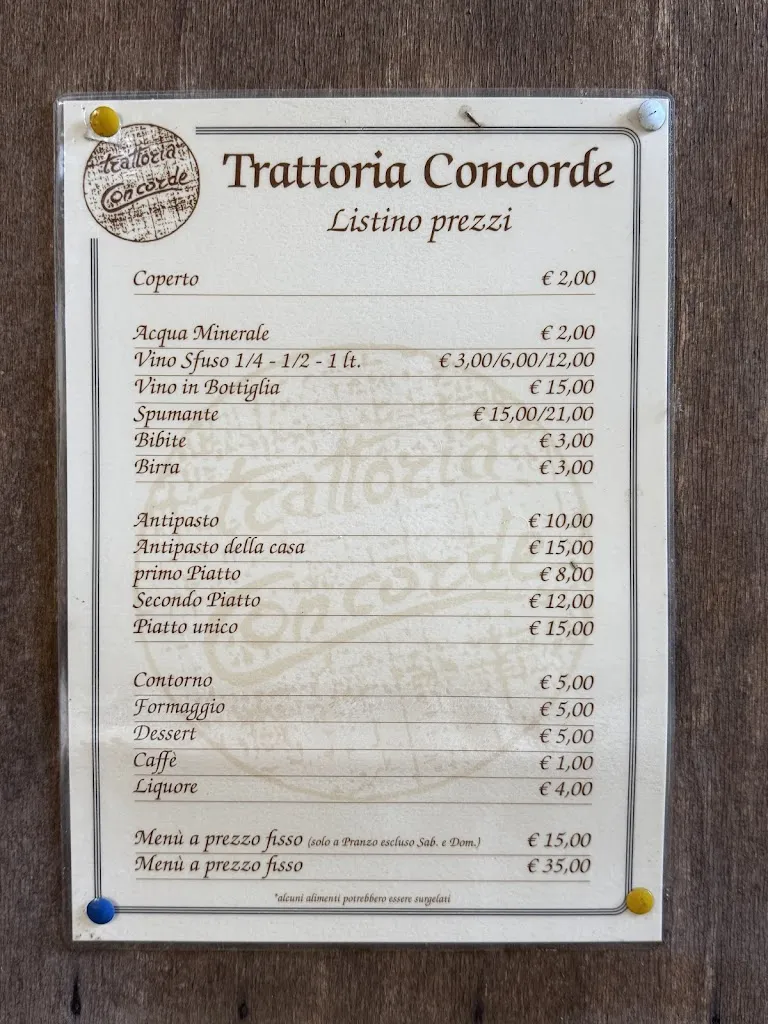 trattoria
Concorde
Trattoria Concorde
Listino prezzi
Coperto € 2,00
Acqua Minerale € 2,00
Vino Sfuso 1/4 - 1/2 - 1 lt. € 3,00/6,00/12,00
Vino in Bottiglia € 15,00
Spumante € 15,00/21,00
Bibite € 3,00
Birra € 3,00
Antipasto € 10,00
Antipasto della casa € 15,00
primo Piatto € 8,00
Secondo Piatto € 12,00
Piatto unico € 15,00
Contorno € 5,00
Formaggio € 5,00
Dessert € 5,00
Caffè € 1,00
Liquore € 4,00
Menù a prezzo fisso (solo a Pranzo escluso Sab. e Dom.) € 15,00
Menù a prezzo fisso € 35,00
*alcuni alimenti potrebbero essere surgelati